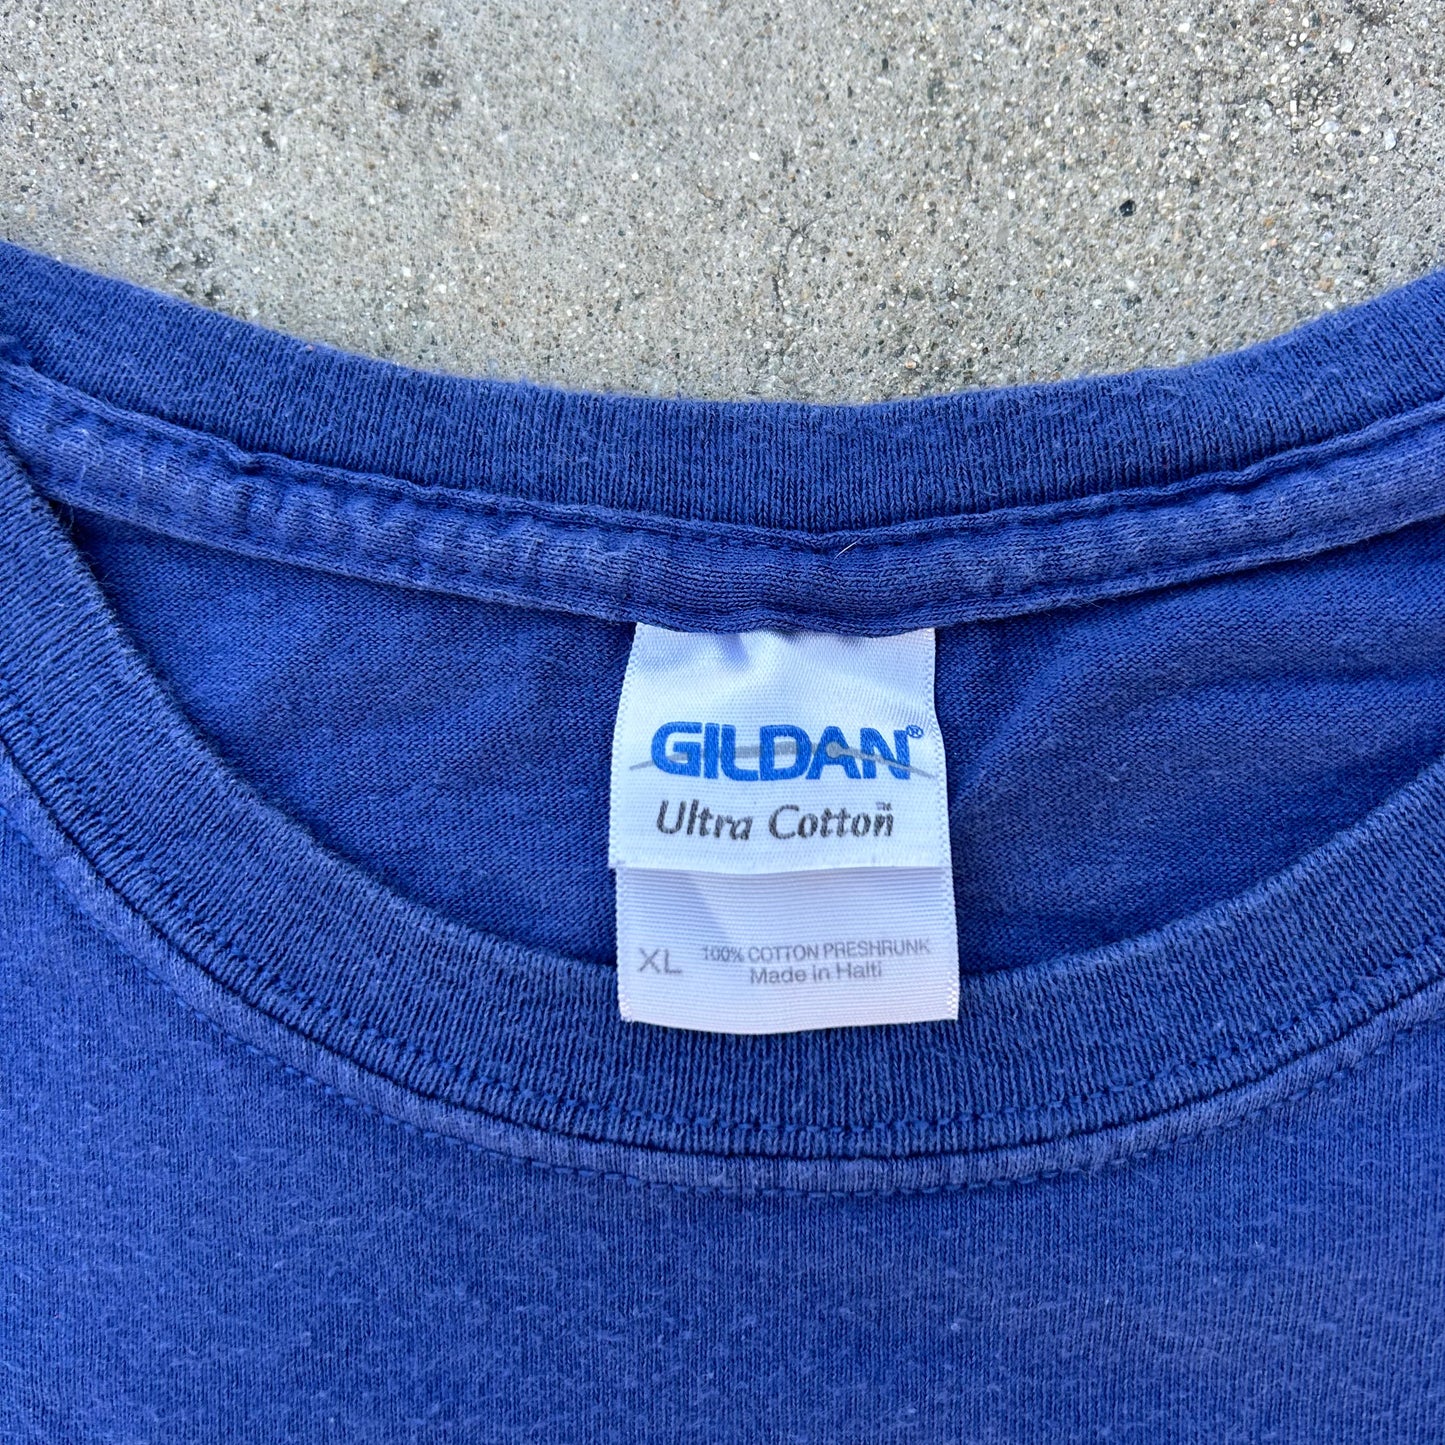 GILDAN®
Ultra Cotton™
XL 100% COTTON PRESHRUNK
Made in Haiti